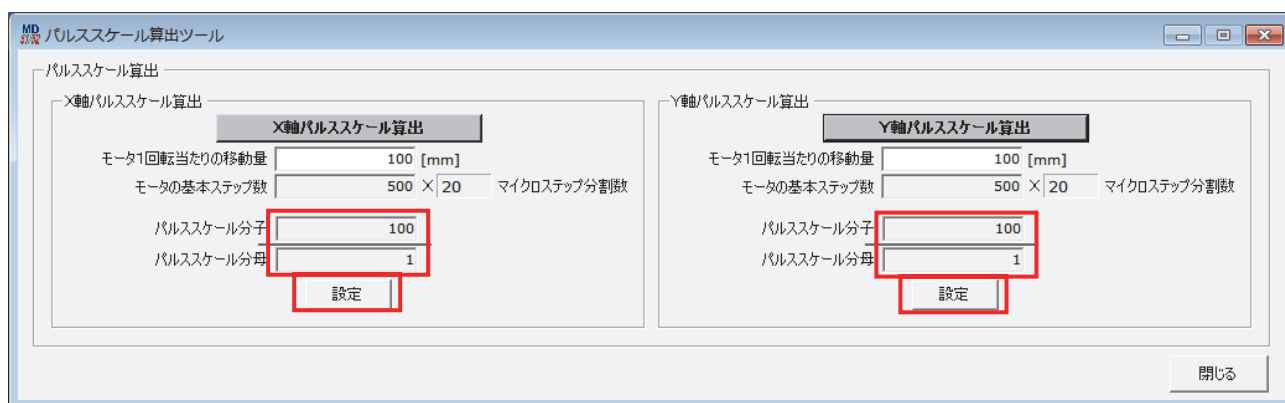 MD
S1/S2 パルススケール算出ツール
パルススケール算出
X軸パルススケール算出
X軸パルススケール算出
モータ1回転当たりの移動量 100 [mm]
モータの基本ステップ数 500 × 20 マイクロステップ分割数
パルススケール分子 100
パルススケール分母 1
設定
Y軸パルススケール算出
Y軸パルススケール算出
モータ1回転当たりの移動量 100 [mm]
モータの基本ステップ数 500 × 20 マイクロステップ分割数
パルススケール分子 100
パルススケール分母 1
設定
閉じる